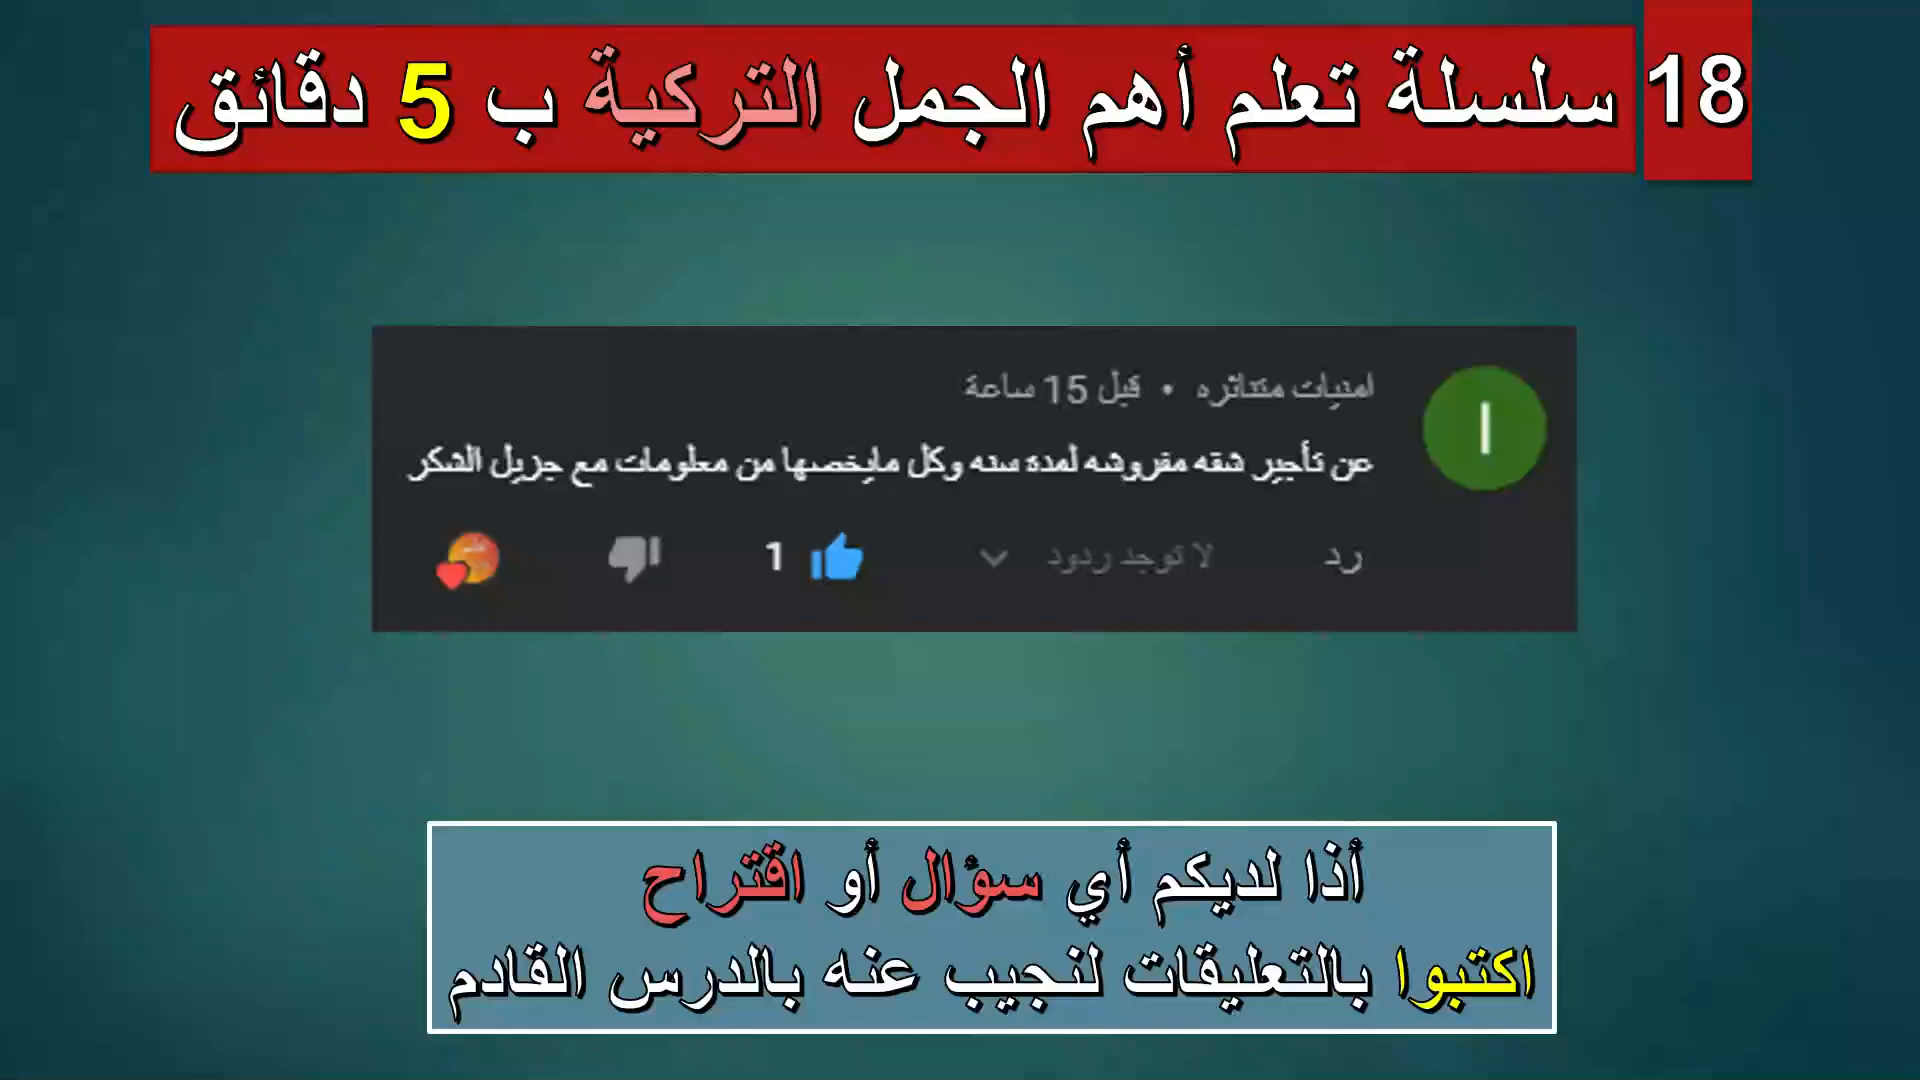 18
سلسلة تعلم أهم الجمل التركية ب 5 دقائق
امنيات متناثره • قبل 15 ساعة
ا
عن تأجير شقه مفروشه لمدة سنه وكل مايخصها من معلومات مع جزيل الشكر
رد لا توجد ردود 1
أذا لديكم أي سؤال أو اقتراح
اكتبوا بالتعليقات لنجيب عنه بالدرس القادم